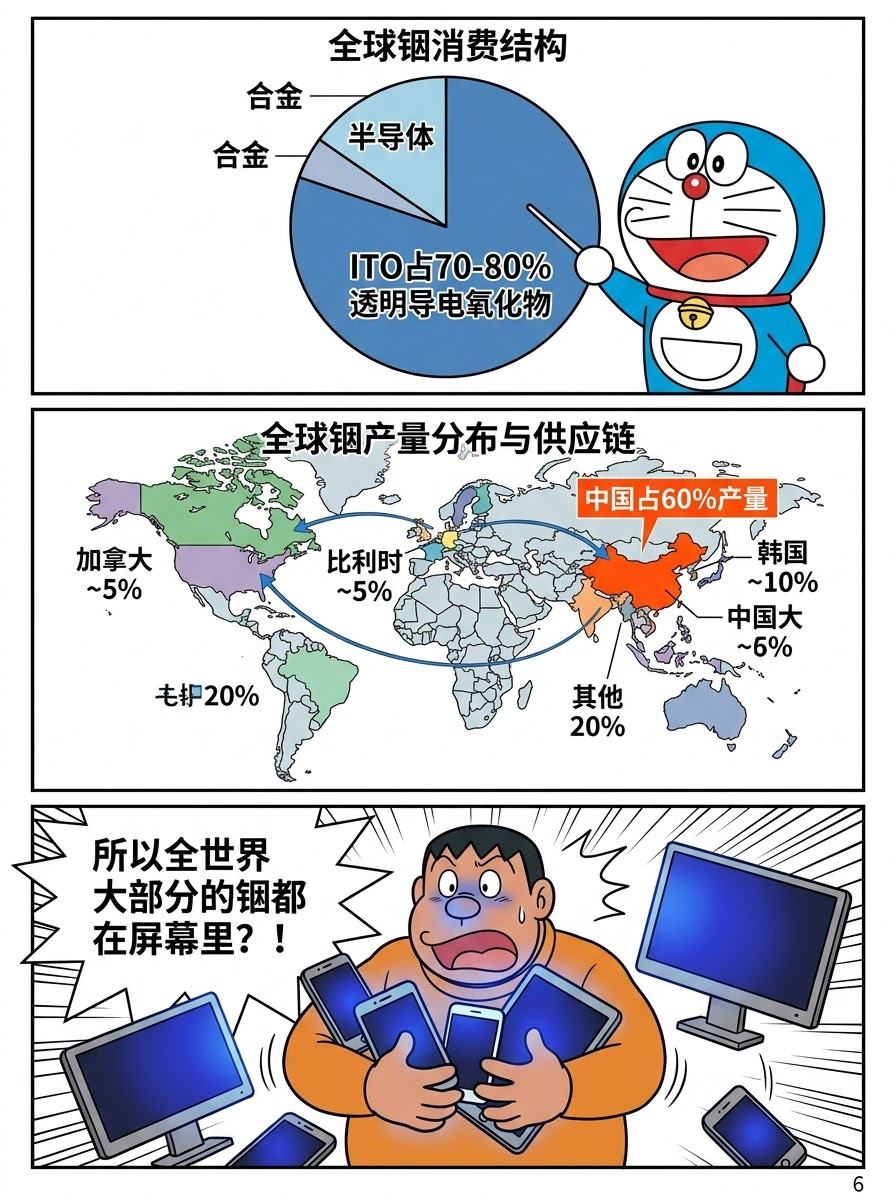 全球铟消费结构
合金
合金
半导体
ITO占70-80%
透明导电氧化物
全球铟产量分布与供应链
中国占60%产量
加拿大
~5%
比利时
~5%
韩国
~10%
中国大
~6%
20%
其他
20%
所以全世界
大部分的铟都
在屏幕里？！
6